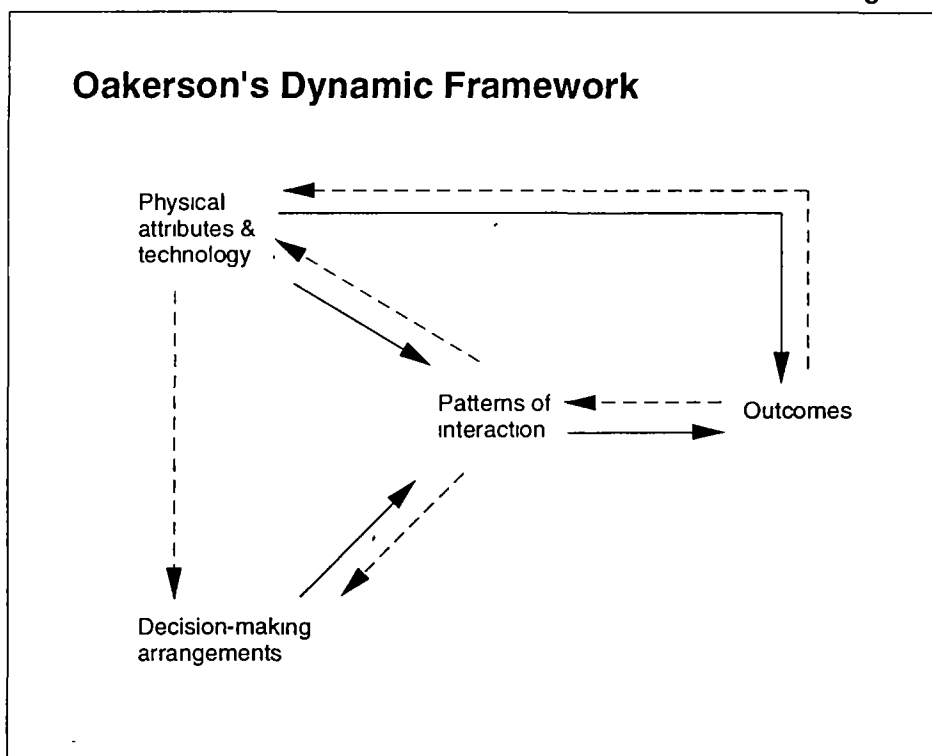 Oakerson's Dynamic Framework
Physical
attributes &
technology
Patterns of
interaction
Outcomes
Decision-making
arrangements